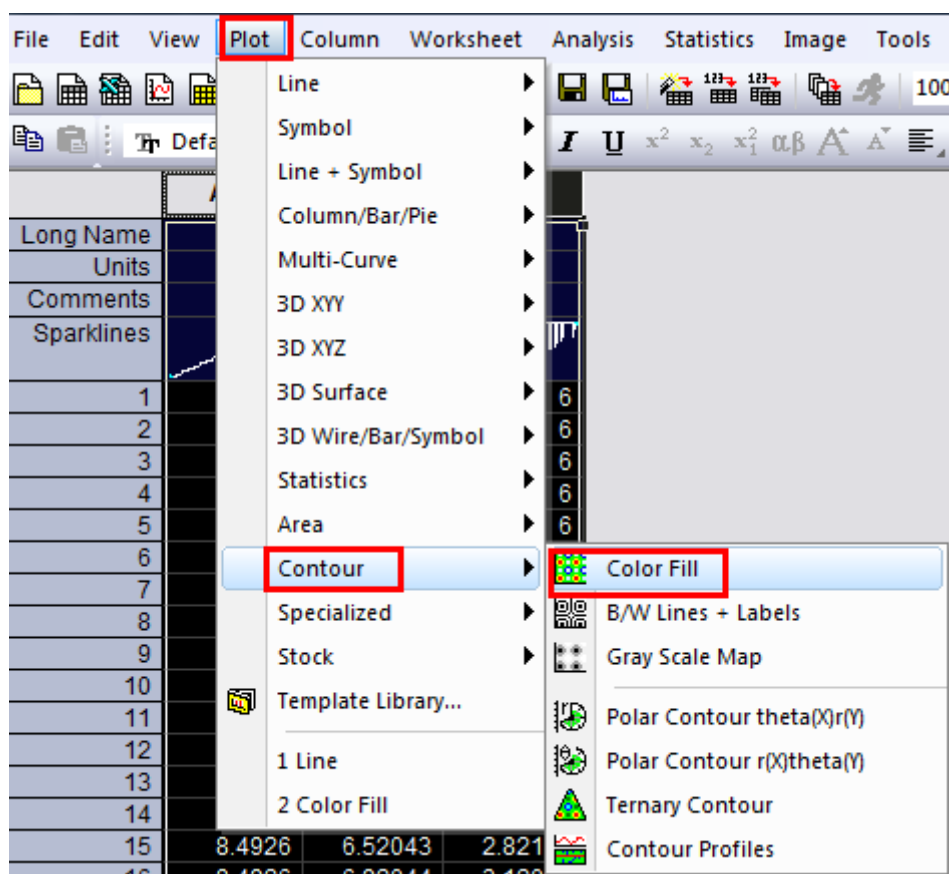 File Edit View Plot Column Worksheet Analysis Statistics Image Tools
100
Defa
I U x² x₂ x²₁ αβ A A
Long Name
Units
Comments
Sparklines
Line
Symbol
Line + Symbol
Column/Bar/Pie
Multi-Curve
3D XYY
3D XYZ
3D Surface
3D Wire/Bar/Symbol
Statistics
Area
Contour
Specialized
Stock
Template Library...
1 Line
2 Color Fill
Color Fill
B/W Lines + Labels
Gray Scale Map
Polar Contour theta(X)r(Y)
Polar Contour r(X)theta(Y)
Ternary Contour
Contour Profiles
1 6
2 6
3 6
4 6
5 6
6
7
8
9
10
11
12
13
14
15 8.4926 6.52043 2.821